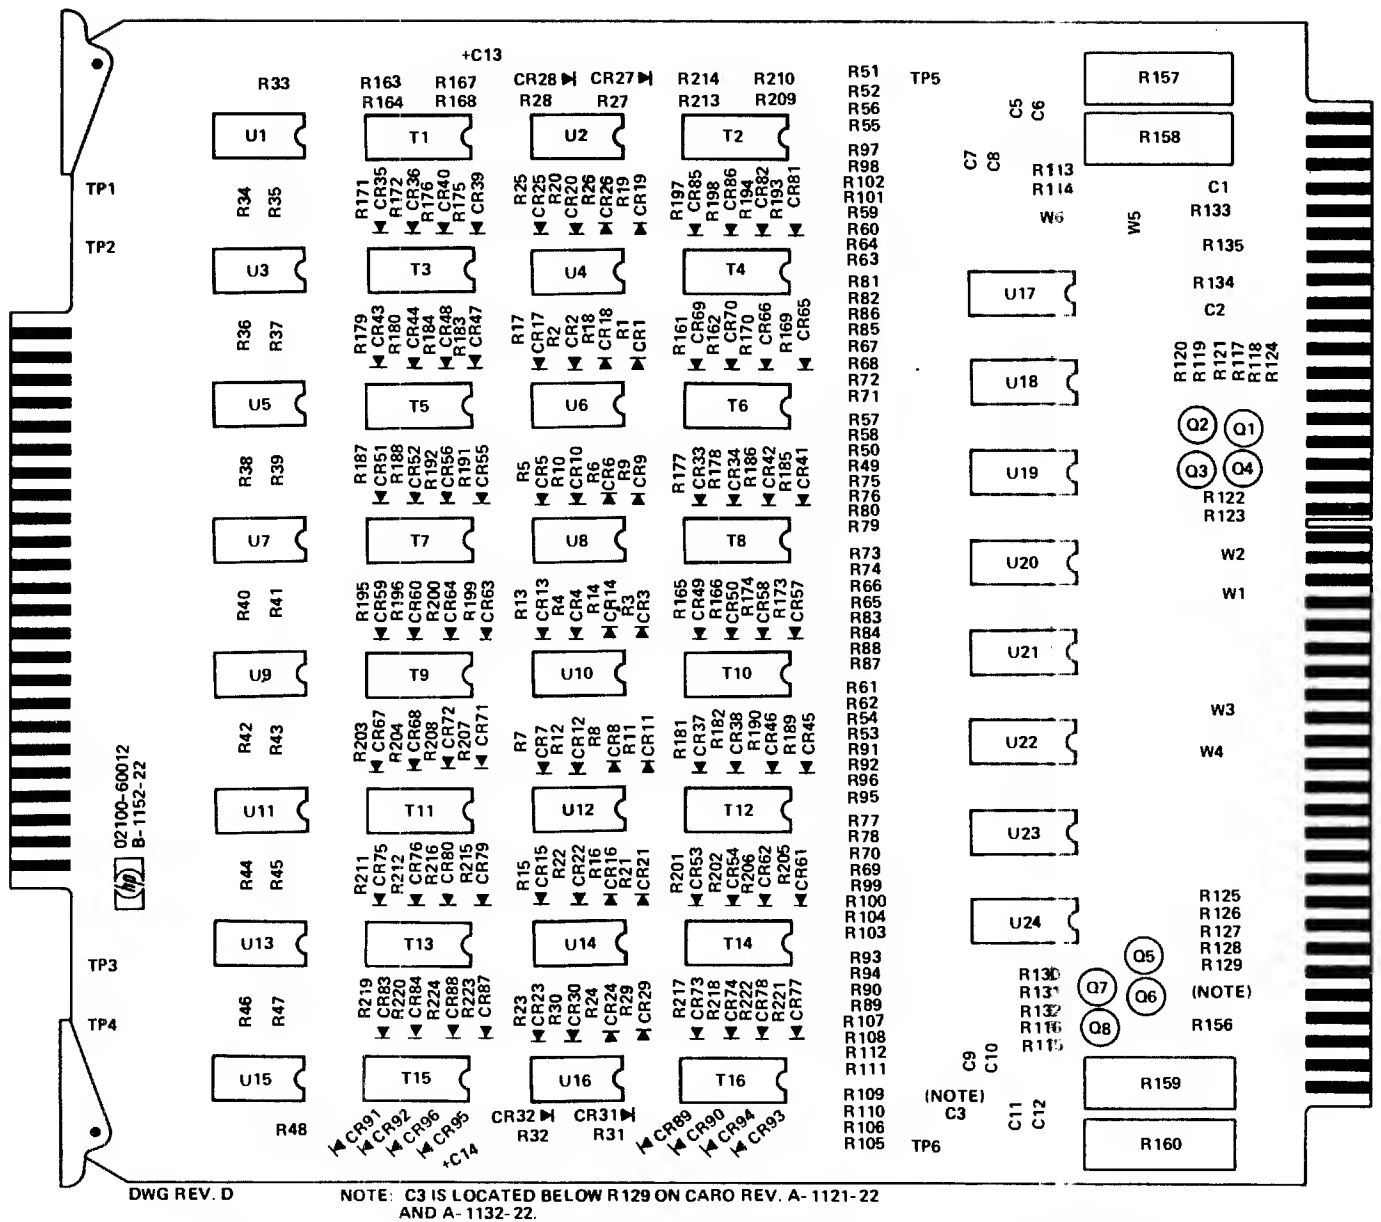 +C13
R33 R163 R167 CR28 CR27 R214 R210
R164 R168 R28 R27 R213 R209
U1 T1 U2 T2
TP1
R34 R35 R171 CR35 R172 CR36 R176 CR40 R175 CR39 R25 CR25 R20 CR20 R26 CR26 R19 CR19 R197 CR85 R198 CR86 R194 CR82 R193 CR81
TP2
U3 T3 U4 T4
R36 R37 R179 CR43 R180 CR44 R184 CR48 R183 CR47 R17 CR17 R2 CR2 R18 CR18 R1 CR1 R161 CR69 R162 CR70 R170 CR66 R169 CR65
U5 T5 U6 T6
R38 R39 R187 CR51 R188 CR52 R192 CR56 R191 CR55 R5 CR5 R10 CR10 R6 CR6 R9 CR9 R177 CR33 R178 CR34 R186 CR42 R185 CR41
U7 T7 U8 T8
R40 R41 R195 CR59 R196 CR60 R200 CR64 R199 CR63 R13 CR13 R4 CR4 R14 CR14 R3 CR3 R165 CR49 R166 CR50 R174 CR58 R173 CR57
U9 T9 U10 T10
R42 R43 R203 CR67 R204 CR68 R208 CR72 R207 CR71 R7 CR7 R12 CR12 R8 CR8 R11 CR11 R181 CR37 R182 CR38 R190 CR46 R189 CR45
02100-60012
B-1152-22
hp
U11 T11 U12 T12
R44 R45 R211 CR75 R212 CR76 R216 CR80 R215 CR79 R15 CR15 R22 CR22 R16 CR16 R21 CR21 R201 CR53 R202 CR54 R206 CR62 R205 CR61
U13 T13 U14 T14
TP3
R46 R47 R219 CR83 R220 CR84 R224 CR88 R223 CR87 R23 CR23 R30 CR30 R24 CR24 R29 CR29 R217 CR73 R218 CR74 R222 CR78 R221 CR77
TP4
U15 T15 U16 T16
R48 CR91 CR92 CR96 CR95 CR32 CR31 CR89 CR90 CR94 CR93
R32 R31
+C14
R51
R52
R56
R55
R97
R98
R102
R101
R59
R60
R64
R63
R81
R82
R86
R85
R67
R68
R72
R71
R57
R58
R50
R49
R75
R76
R80
R79
R73
R74
R66
R65
R83
R84
R88
R87
R61
R62
R54
R53
R91
R92
R96
R95
R77
R78
R70
R69
R99
R100
R104
R103
R93
R94
R90
R89
R107
R108
R112
R111
R109
R110
R106
R105
TP5
R157
C5 C6
R158
C7 C8
R113
R114
C1
W6 W5 R133
R135
U17 R134
C2
R120 R119 R121 R117 R118 R124
U18
Q2 Q1
U19 Q3 Q4
R122
R123
U20 W2
W1
U21
W3
U22 W4
U23
R125
U24 R126
R127
R128
R129
Q5
R130
R131 Q7 Q6 (NOTE)
R132
R116 Q8 R156
R115
C9 C10
R159
(NOTE)
C3 C11 C12
TP6 R160
DWG REV. D
NOTE: C3 IS LOCATED BELOW R129 ON CARO REV. A-1121-22
AND A-1132-22.